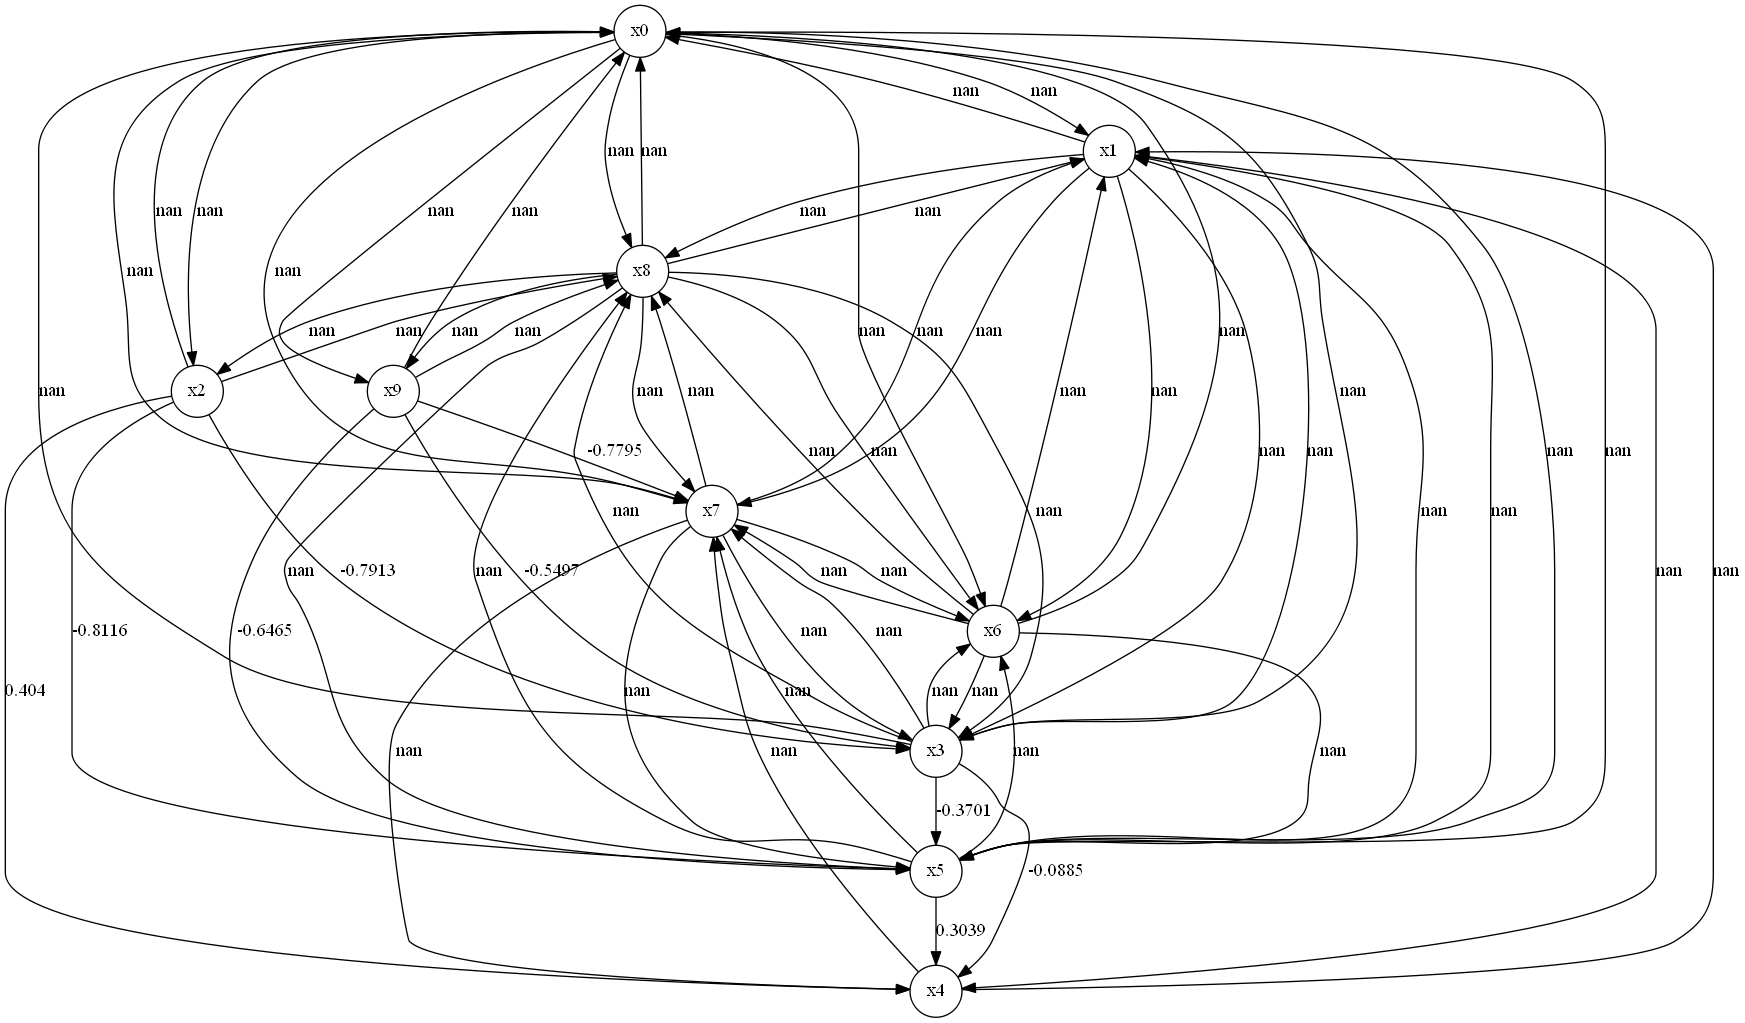 x0
nan nan
x1
nan nan nan
nan nan nan nan
x8
nan nan
nan nan nan nan nan nan
x2 x9
nan nan nan nan nan nan
-0.7795 nan nan nan nan nan nan
x7
nan nan nan nan
nan -0.7913 -0.5497 nan nan nan nan nan
x6
-0.8116 -0.6465 nan nan
0.404 nan nan nan nan
x3
nan nan nan nan
-0.3701
x5
-0.0885
0.3039
x4